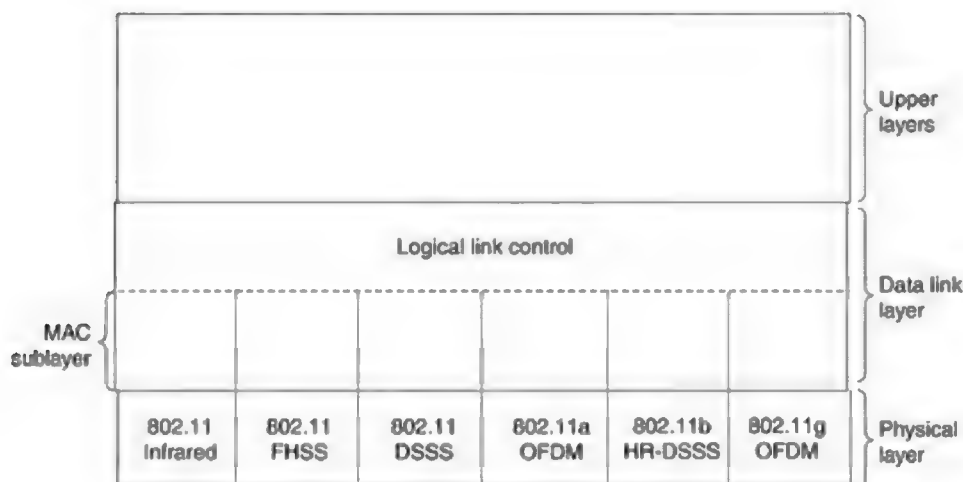 Upper
layers
Logical link control
Data link
layer
MAC
sublayer
802.11
Infrared
802.11
FHSS
802.11
DSSS
802.11a
OFDM
802.11b
HR-DSSS
802.11g
OFDM
Physical
layer